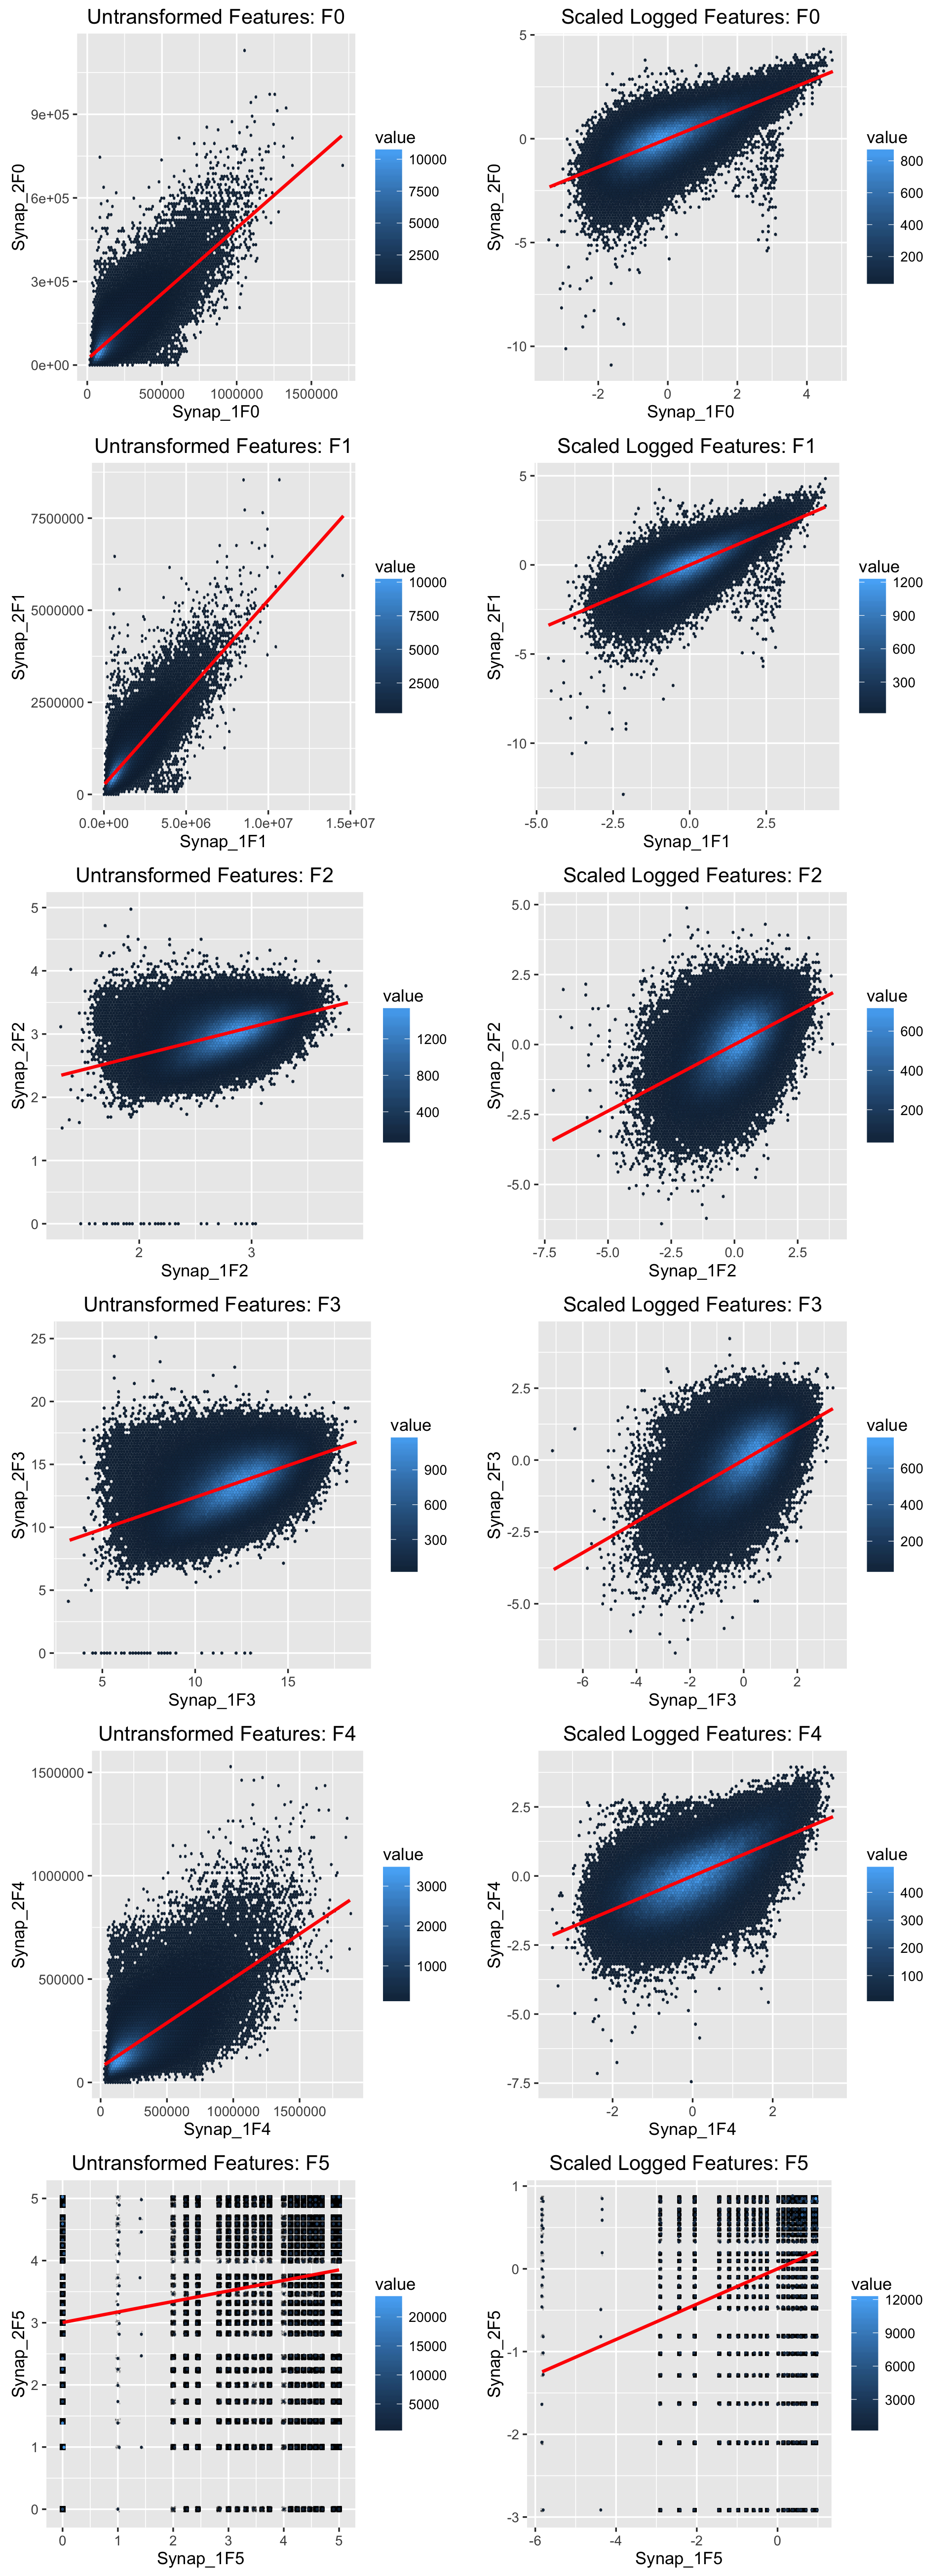 Untransformed Features: F0
Synap_2F0
9e+05
6e+05
3e+05
0e+00
0 500000 1000000 1500000
Synap_1F0
value
10000
7500
5000
2500
Scaled Logged Features: F0
Synap_2F0
5
0
-5
-10
-2 0 2 4
Synap_1F0
value
800
600
400
200
Untransformed Features: F1
Synap_2F1
7500000
5000000
2500000
0
0.0e+00 5.0e+06 1.0e+07 1.5e+07
Synap_1F1
value
10000
7500
5000
2500
Scaled Logged Features: F1
Synap_2F1
5
0
-5
-10
-5.0 -2.5 0.0 2.5
Synap_1F1
value
1200
900
600
300
Untransformed Features: F2
Synap_2F2
5
4
3
2
1
0
2 3
Synap_1F2
value
1200
800
400
Scaled Logged Features: F2
Synap_2F2
5.0
2.5
0.0
-2.5
-5.0
-7.5 -5.0 -2.5 0.0 2.5
Synap_1F2
value
600
400
200
Untransformed Features: F3
Synap_2F3
25
20
15
10
5
0
5 10 15
Synap_1F3
value
900
600
300
Scaled Logged Features: F3
Synap_2F3
2.5
0.0
-2.5
-5.0
-6 -4 -2 0 2
Synap_1F3
value
600
400
200
Untransformed Features: F4
Synap_2F4
1500000
1000000
500000
0
0 500000 1000000 1500000
Synap_1F4
value
3000
2000
1000
Scaled Logged Features: F4
Synap_2F4
2.5
0.0
-2.5
-5.0
-7.5
-2 0 2
Synap_1F4
value
400
300
200
100
Untransformed Features: F5
Synap_2F5
5
4
3
2
1
0
0 1 2 3 4 5
Synap_1F5
value
20000
15000
10000
5000
Scaled Logged Features: F5
Synap_2F5
1
0
-1
-2
-3
-6 -4 -2 0
Synap_1F5
value
12000
9000
6000
3000